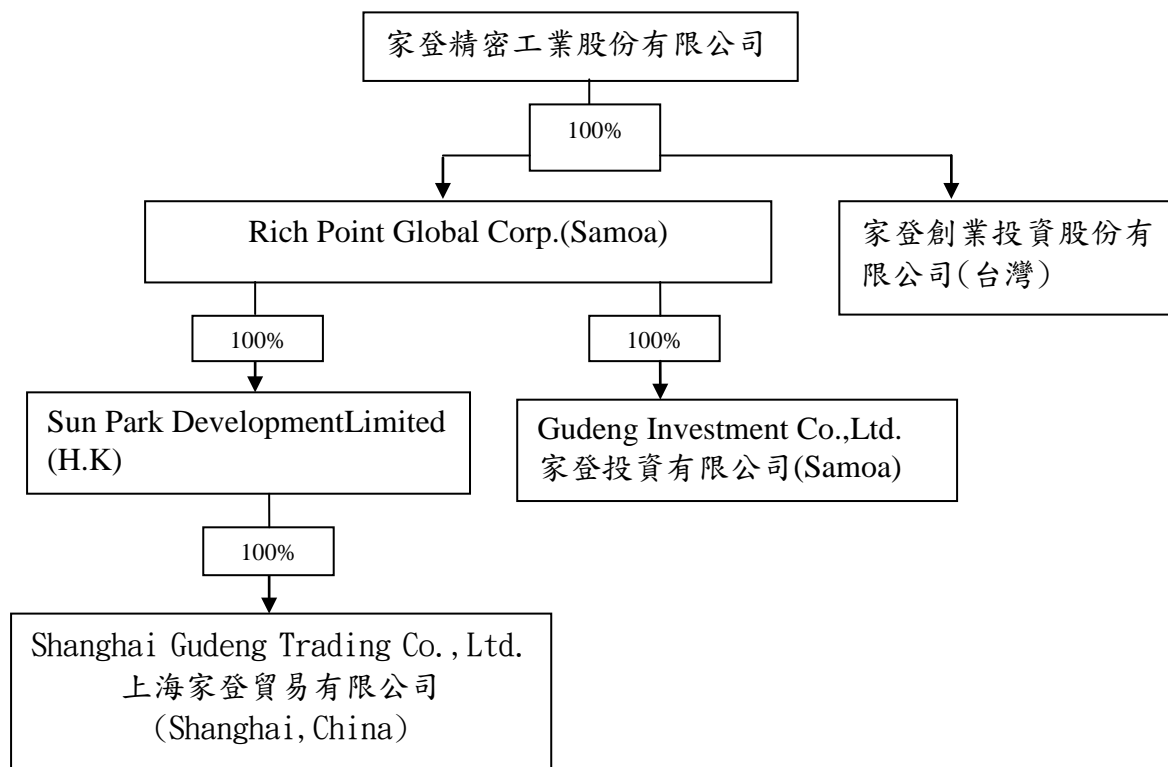 家登精密工業股份有限公司
100%
Rich Point Global Corp.(Samoa)
家登創業投資股份有
限公司(台灣)
100%
100%
Sun Park DevelopmentLimited
(H.K)
Gudeng Investment Co.,Ltd.
家登投資有限公司(Samoa)
100%
Shanghai Gudeng Trading Co.,Ltd.
上海家登貿易有限公司
(Shanghai,China)